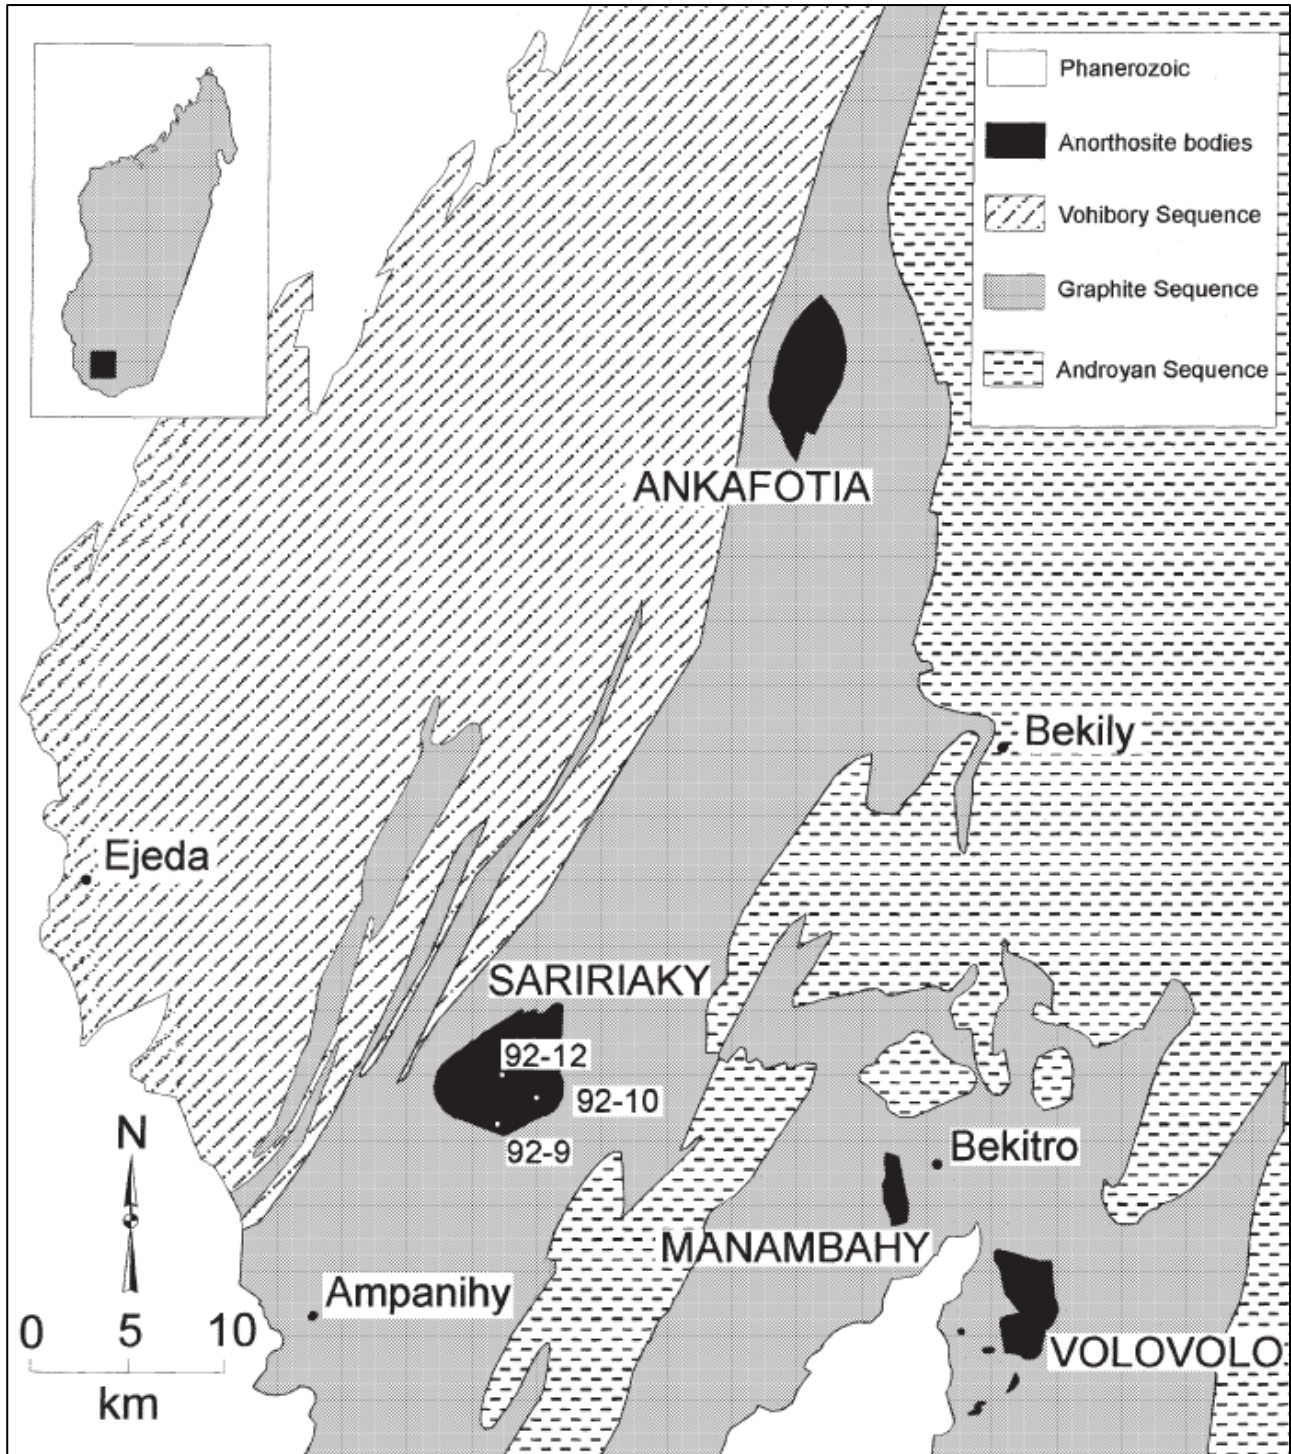 Phanerozoic
Anorthosite bodies
Vohibory Sequence
Graphite Sequence
Androyan Sequence
ANKAFOTIA
Bekily
Ejeda
SARIRIAKY
92-12
92-10
92-9
N
Bekitro
MANAMBAHY
Ampanihy
0 5 10
km
VOLOVOLO